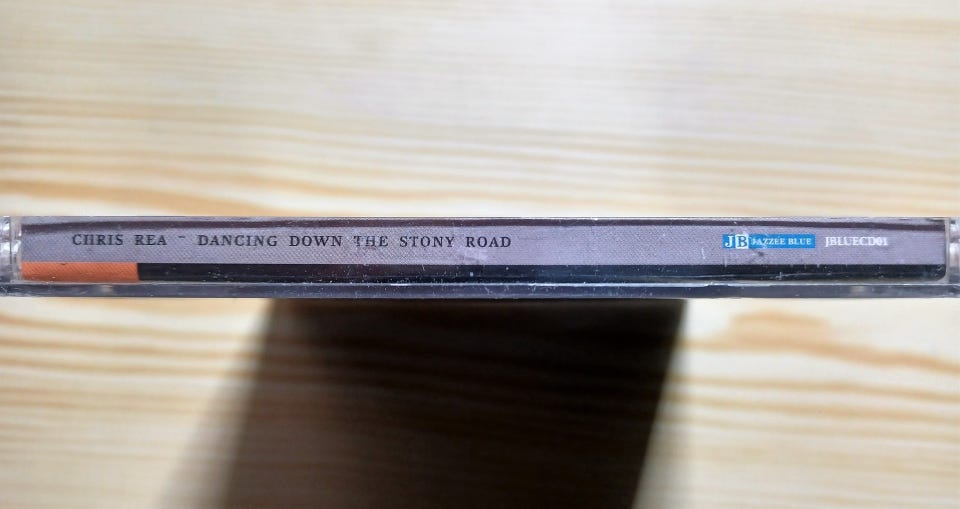 CHRIS REA - DANCING DOWN THE STONY ROAD JB JAZZEE BLUE JBLUECD01